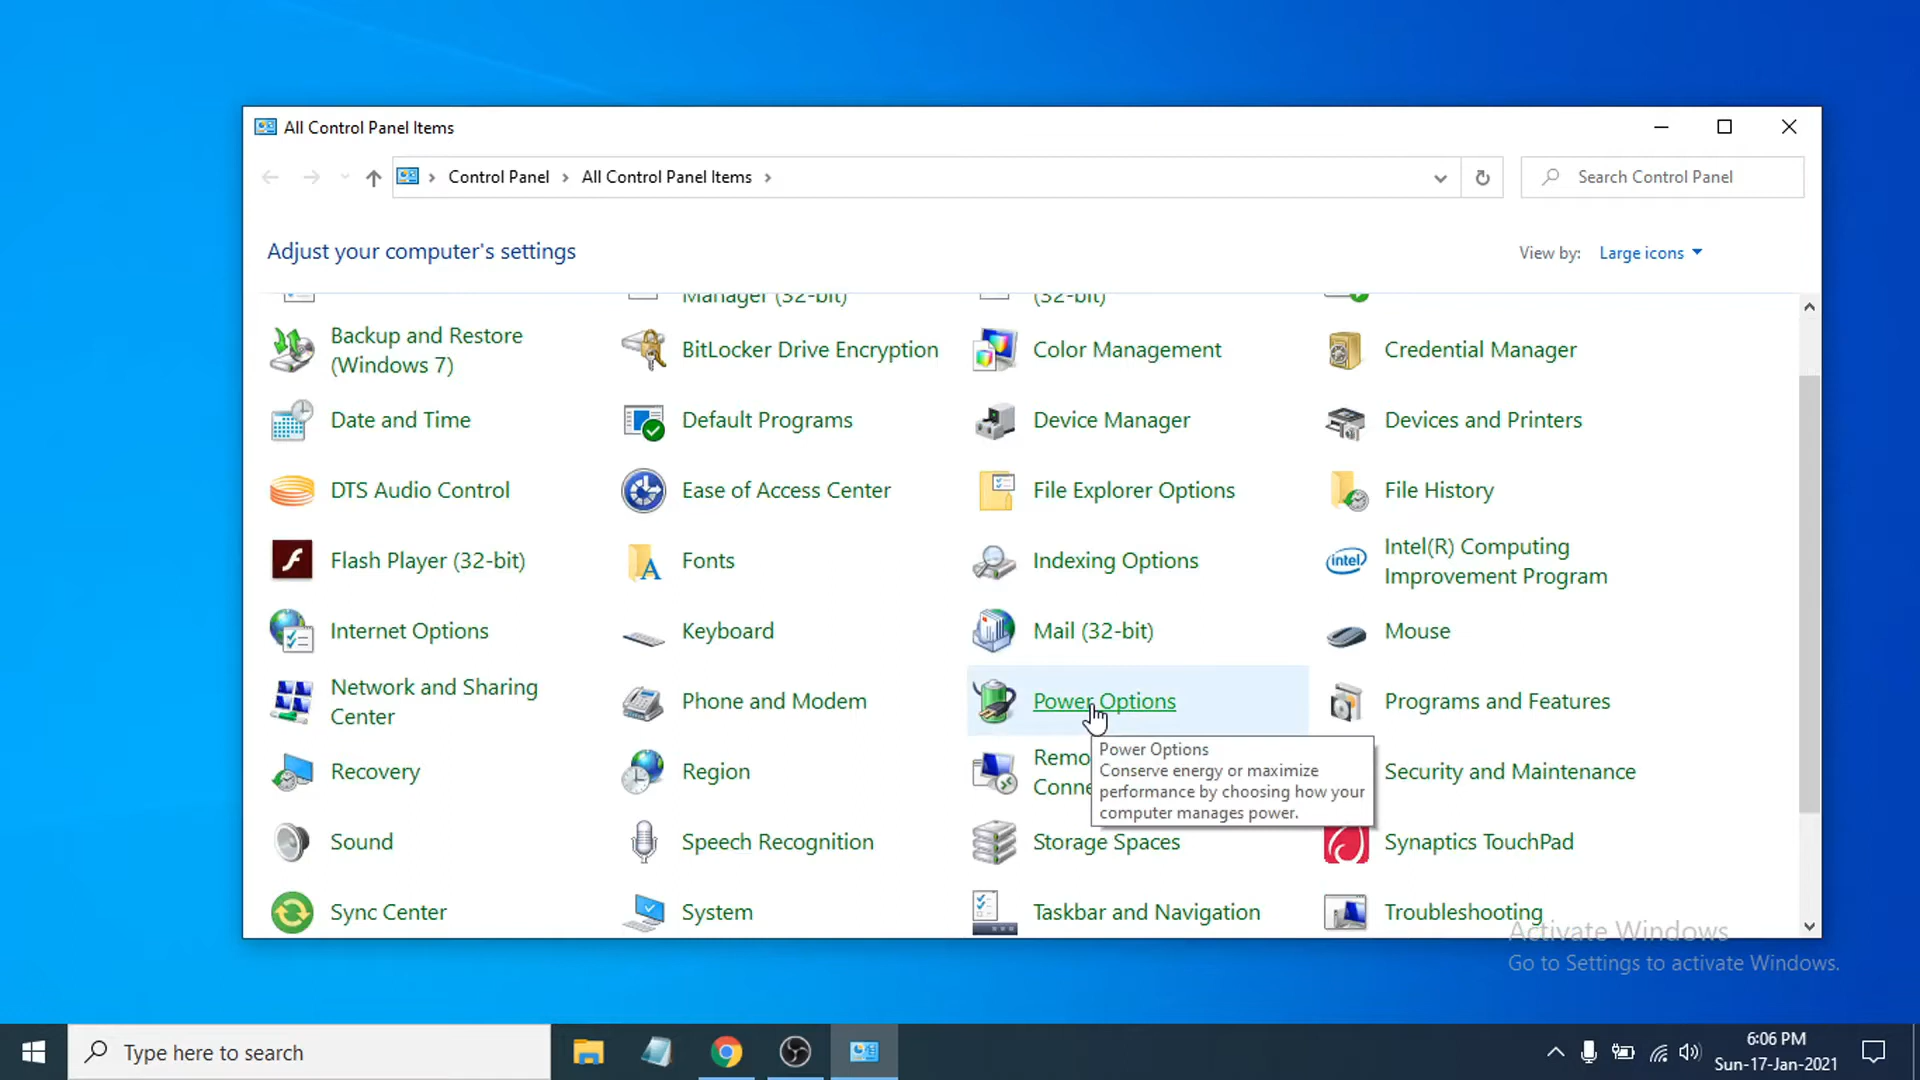 All Control Panel Items
Control Panel All Control Panel Items
Search Control Panel
Adjust your computer's settings
View by: Large icons
Manager (32-bit)
(32-bit)
Backup and Restore
(Windows 7)
BitLocker Drive Encryption
Color Management
Credential Manager
Date and Time
Default Programs
Device Manager
Devices and Printers
DTS Audio Control
Ease of Access Center
File Explorer Options
File History
Flash Player (32-bit)
Fonts
Indexing Options
intel
Intel(R) Computing
Improvement Program
Internet Options
Keyboard
Mail (32-bit)
Mouse
Network and Sharing
Center
Phone and Modem
Power Options
Programs and Features
Recovery
Region
Remo
Conne
Power Options
Conserve energy or maximize
performance by choosing how your
computer manages power.
Security and Maintenance
Sound
Speech Recognition
Storage Spaces
Synaptics TouchPad
Sync Center
System
Taskbar and Navigation
Troubleshooting
Activate Windows
Go to Settings to activate Windows.
Type here to search
6:06 PM
Sun-17-Jan-2021